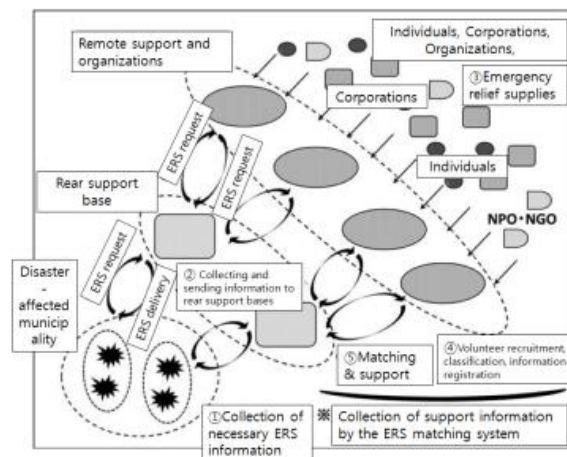 Remote support and
organizations
Individuals, Corporations,
Organizations,
③Emergency
relief supplies
Corporations
Individuals
NPO・NGO
ERS request
ERS request
Rear support
base
ERS request
ERS delivery
② Collecting and
sending information to
rear support bases
Disaster
-
affected
municip
ality
⑤Matching
& support
④Volunteer recruitment,
classification, information
registration
①Collection of
necessary ERS
information
※ Collection of support information
by the ERS matching system